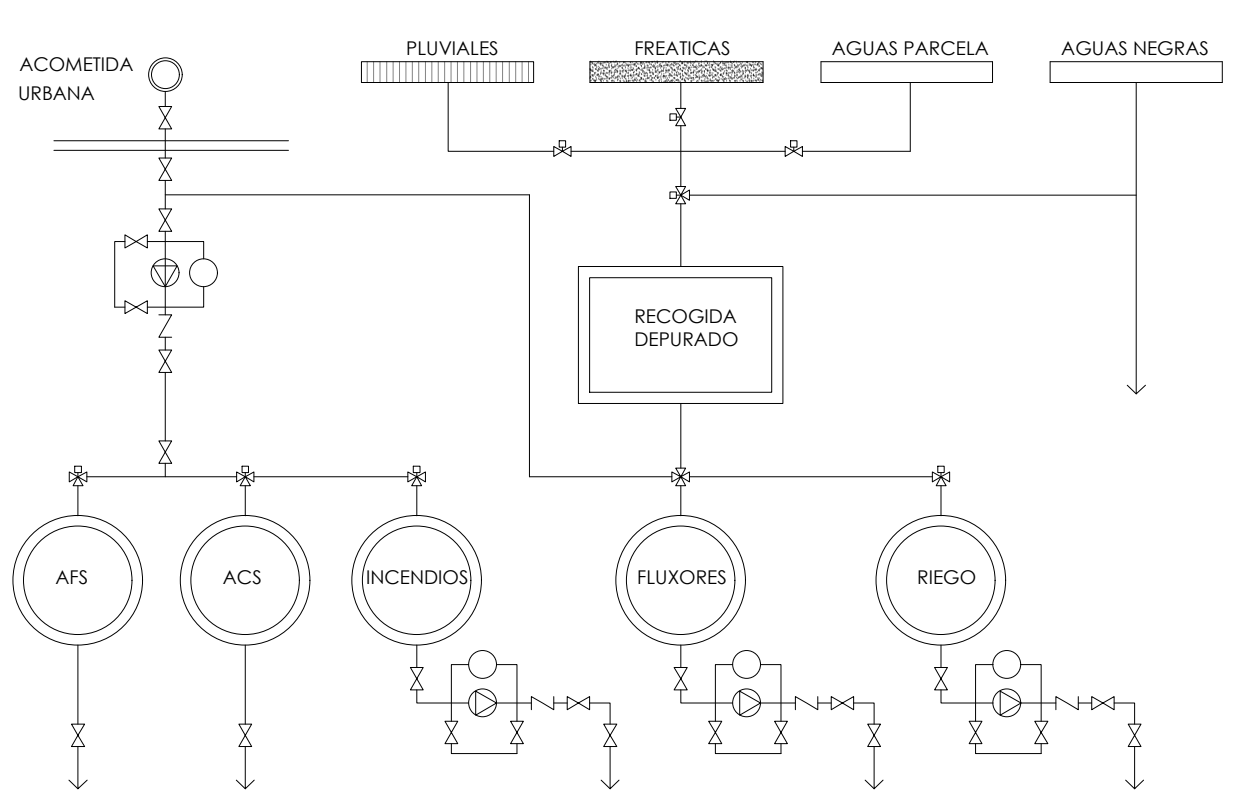 ACOMETIDA
URBANA
PLUVIALES
FREATICAS
AGUAS PARCELA
AGUAS NEGRAS
RECOGIDA
DEPURADO
AFS
ACS
INCENDIOS
FLUXORES
RIEGO